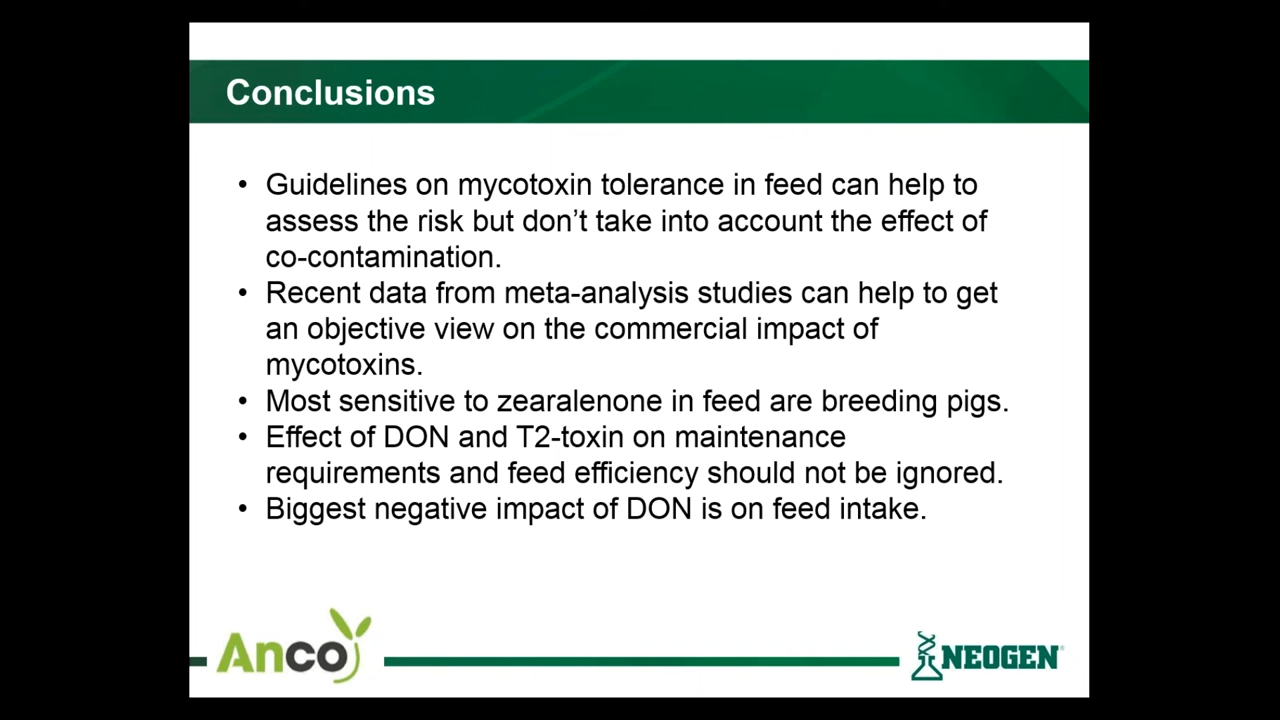 Conclusions
• Guidelines on mycotoxin tolerance in feed can help to
assess the risk but don’t take into account the effect of
co-contamination.
• Recent data from meta-analysis studies can help to get
an objective view on the commercial impact of
mycotoxins.
• Most sensitive to zearalenone in feed are breeding pigs.
• Effect of DON and T2-toxin on maintenance
requirements and feed efficiency should not be ignored.
• Biggest negative impact of DON is on feed intake.
Anco
NEOGEN®